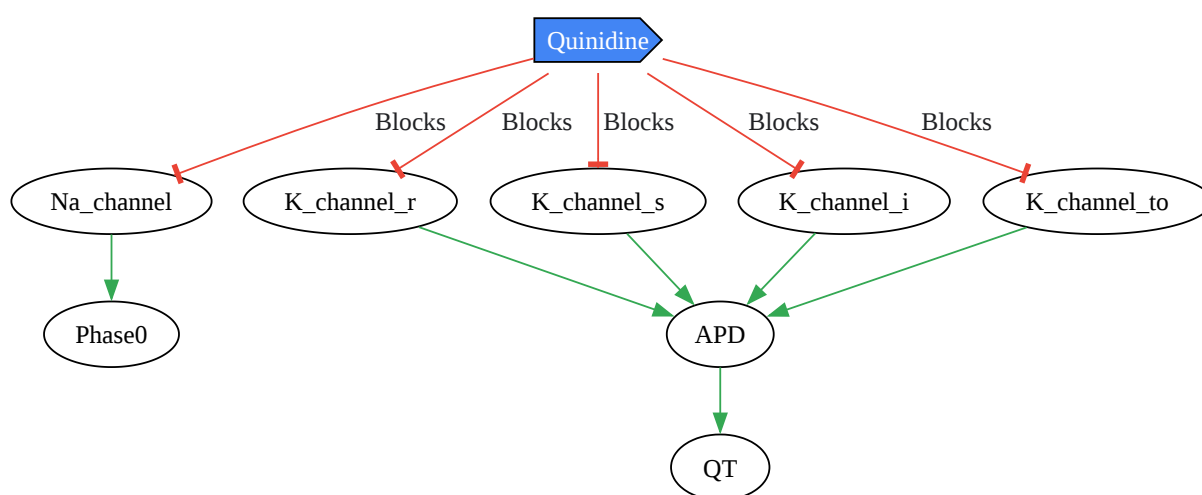 Quinidine
Blocks Blocks Blocks Blocks Blocks
Na_channel K_channel_r K_channel_s K_channel_i K_channel_to
Phase0 APD
QT